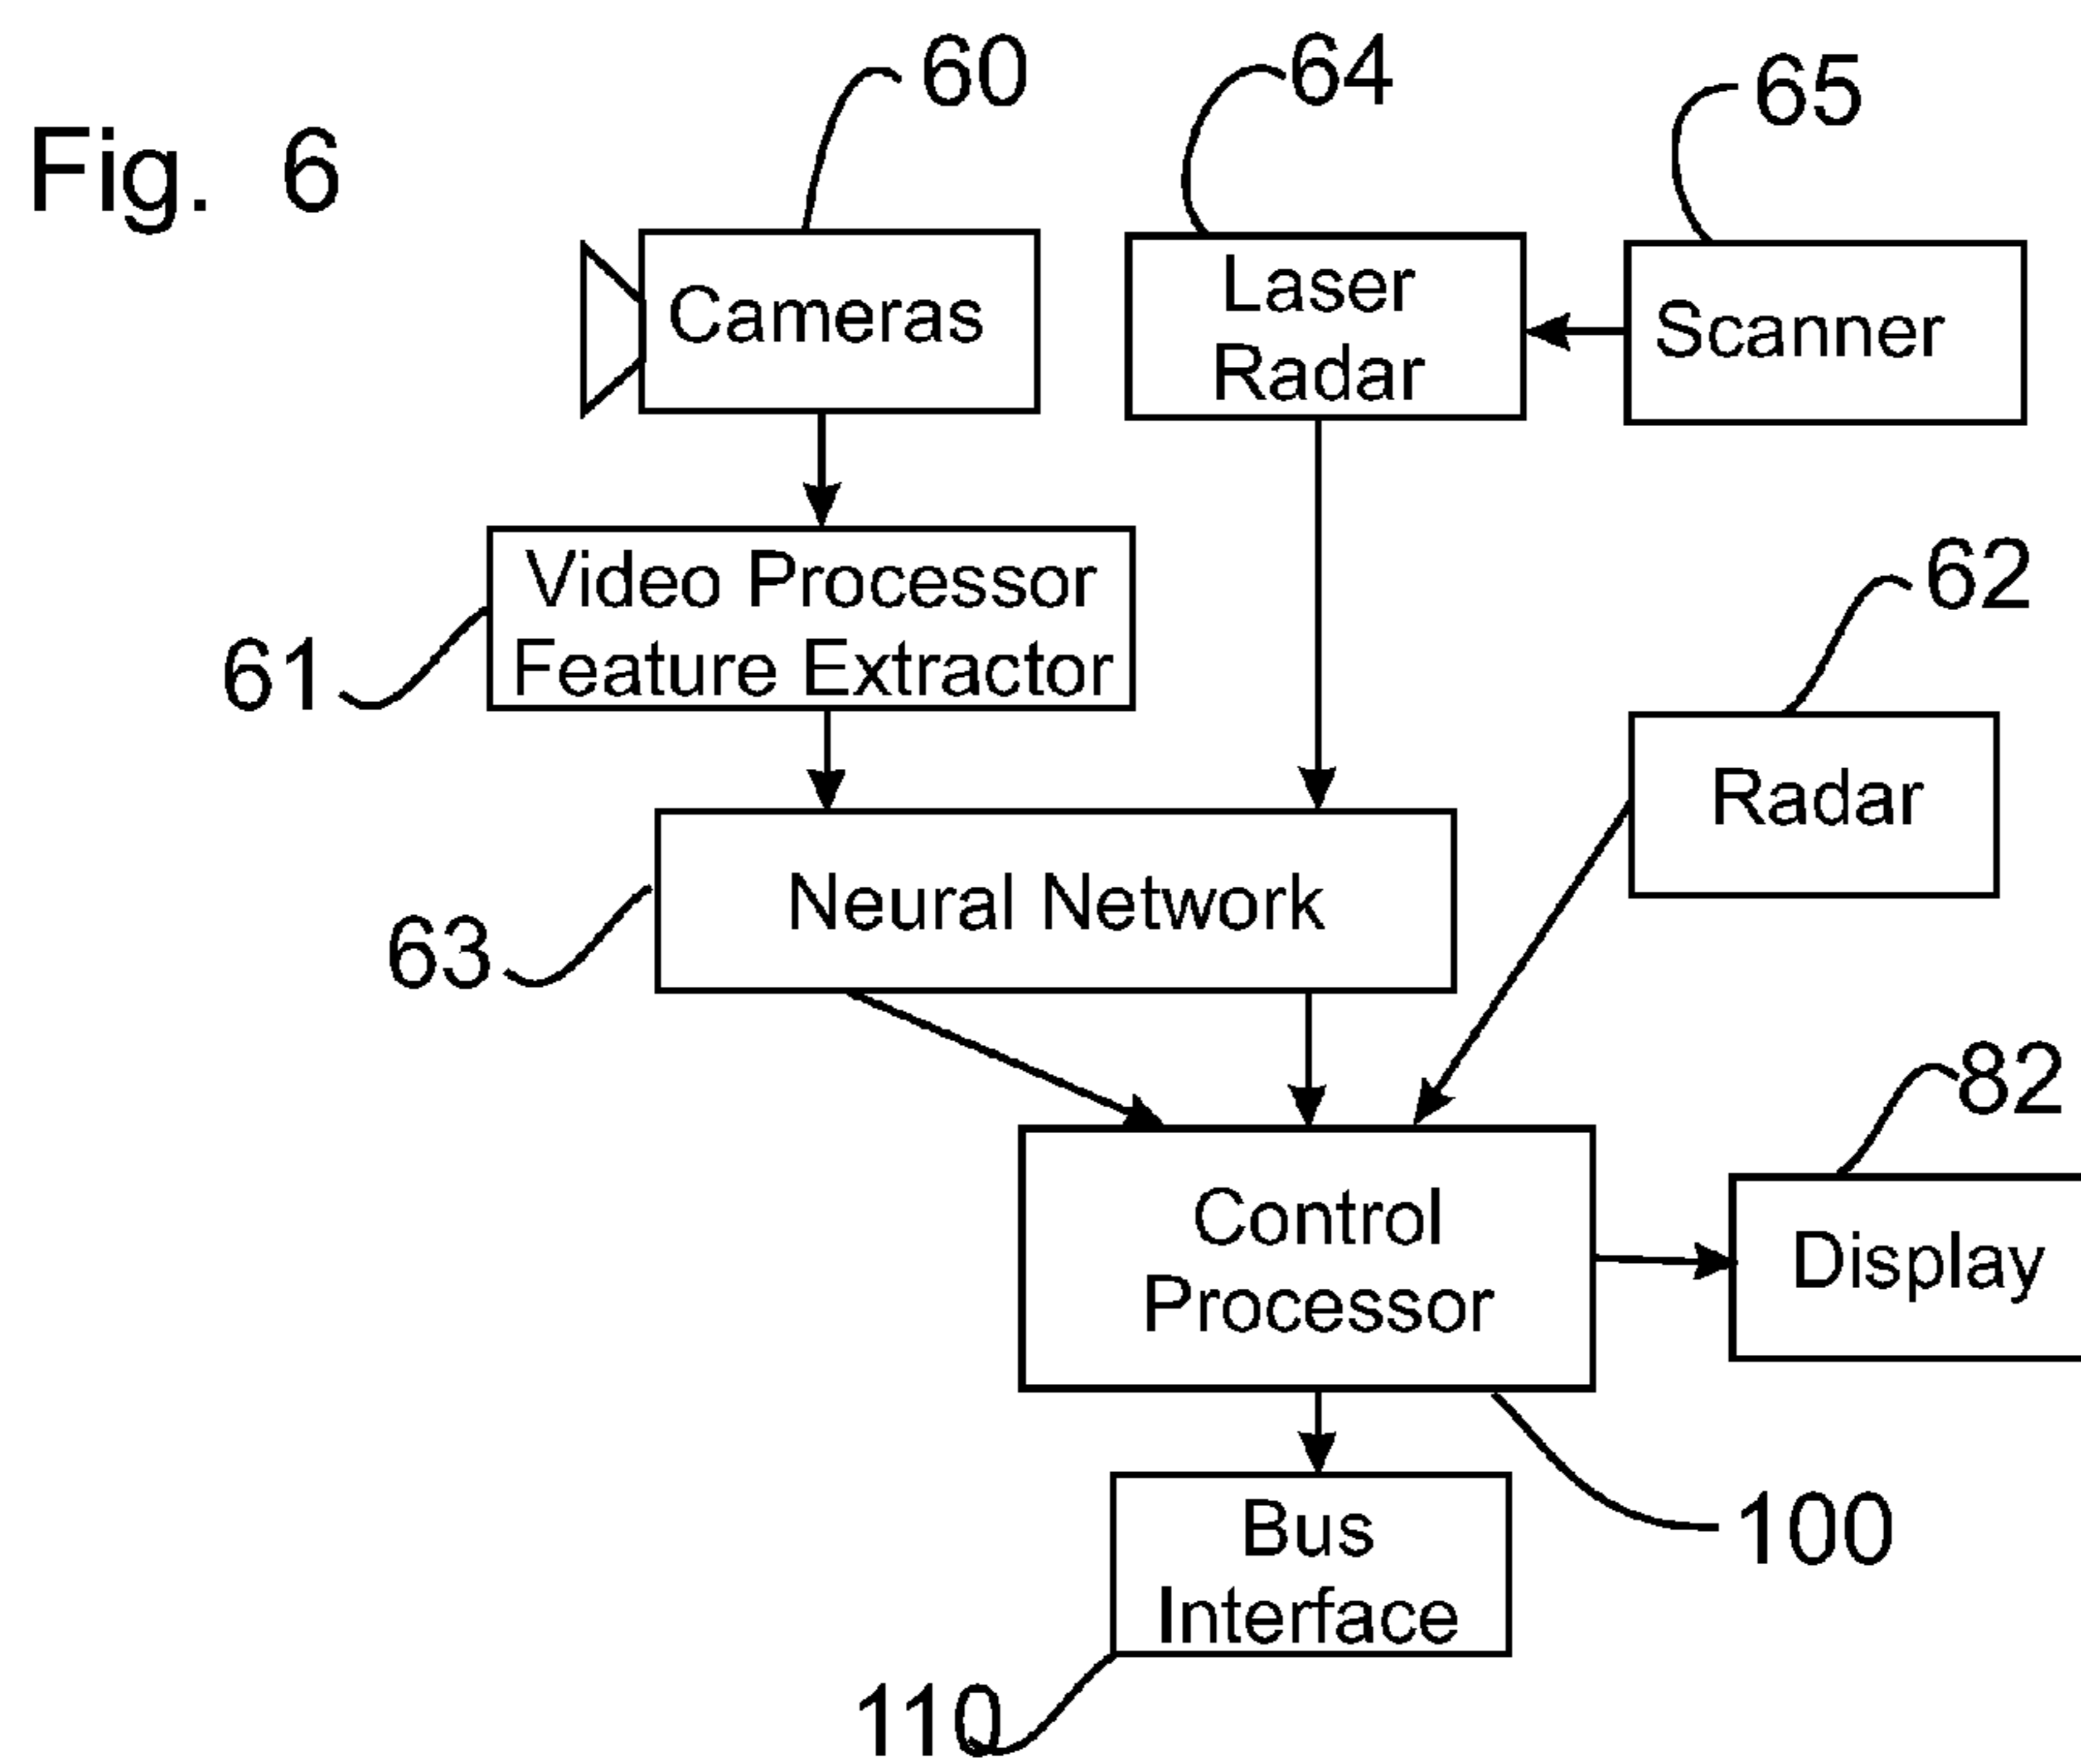 Fig. 6
60
64
65
Cameras
Laser
Radar
Scanner
Video Processor
Feature Extractor
61
62
Radar
Neural Network
63
82
Control
Processor
Display
Bus
Interface
100
110